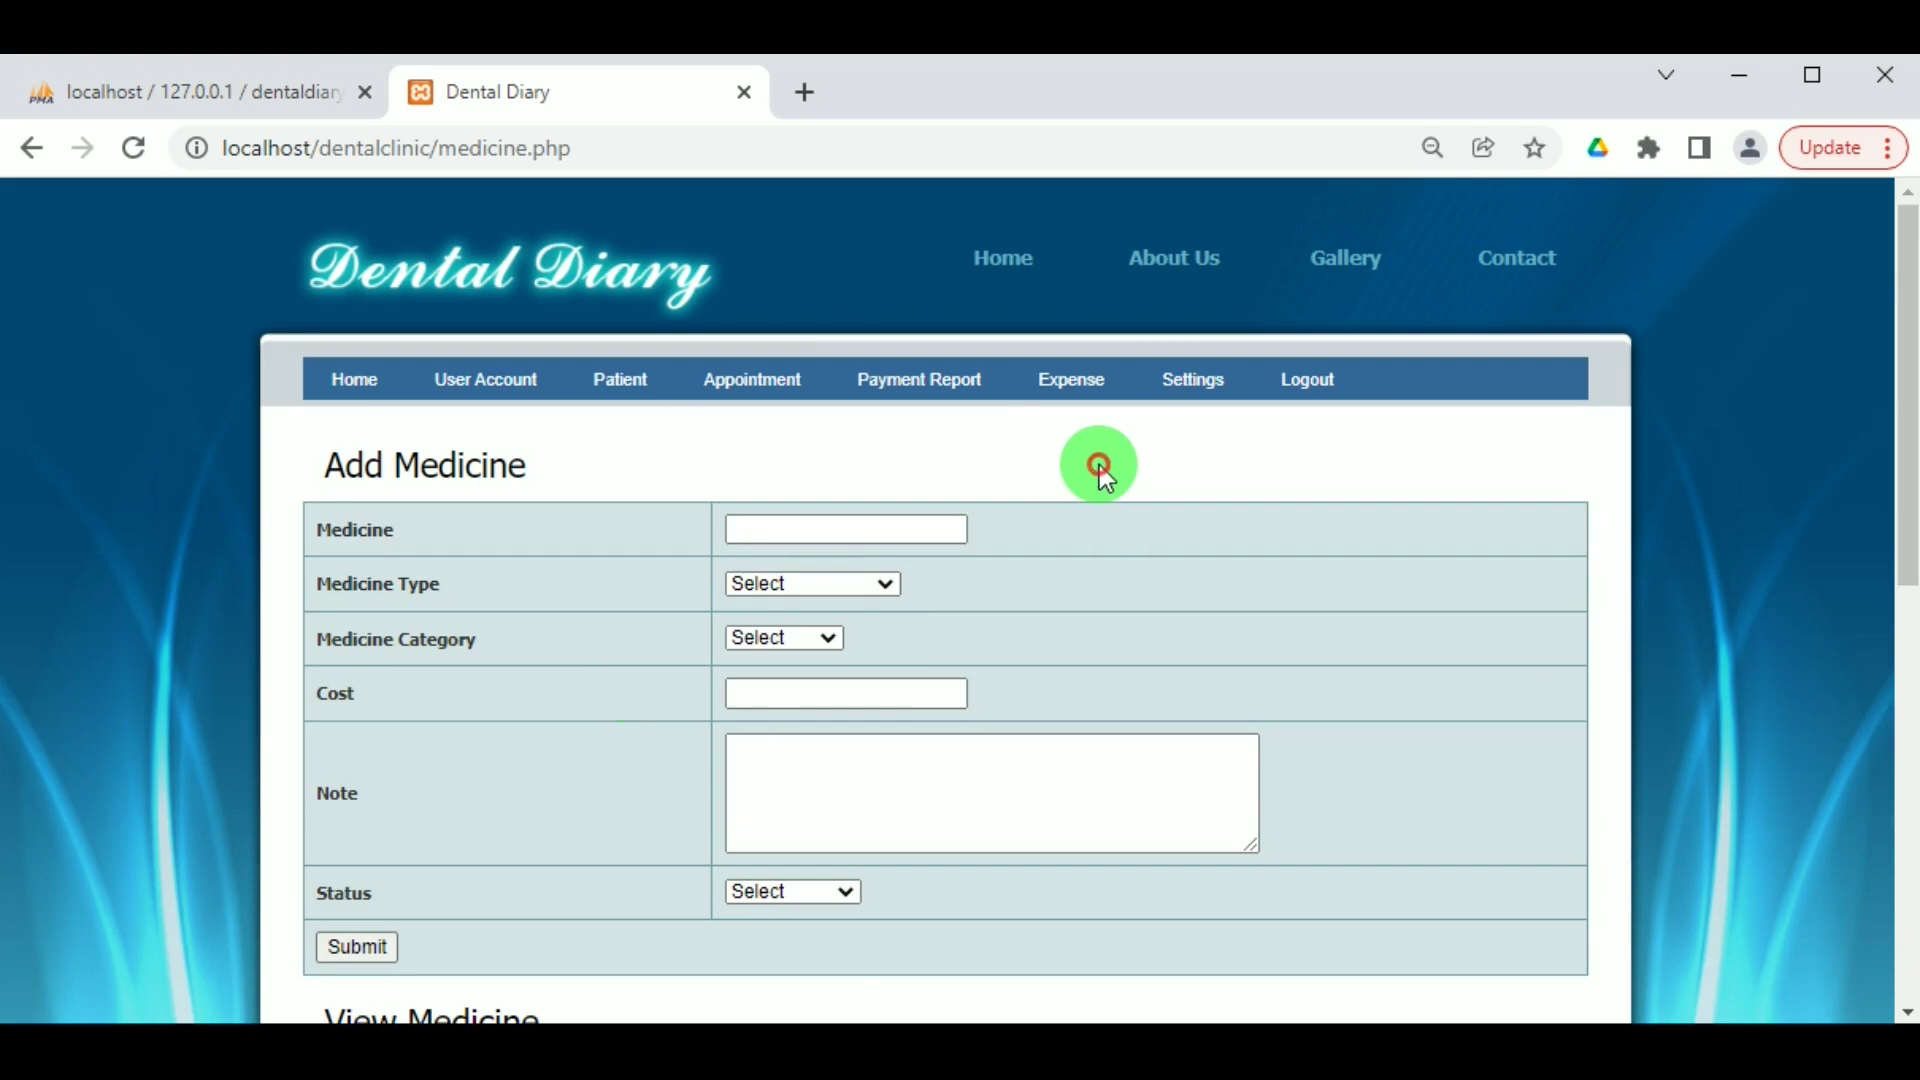 localhost / 127.0.0.1 / dentaldiary
Dental Diary
localhost/dentalclinic/medicine.php
Update
Dental Diary
Home About Us Gallery Contact
Home User Account Patient Appointment Payment Report Expense Settings Logout
Add Medicine
Medicine
Medicine Type Select
Medicine Category Select
Cost
Note
Status Select
Submit
View Medicine